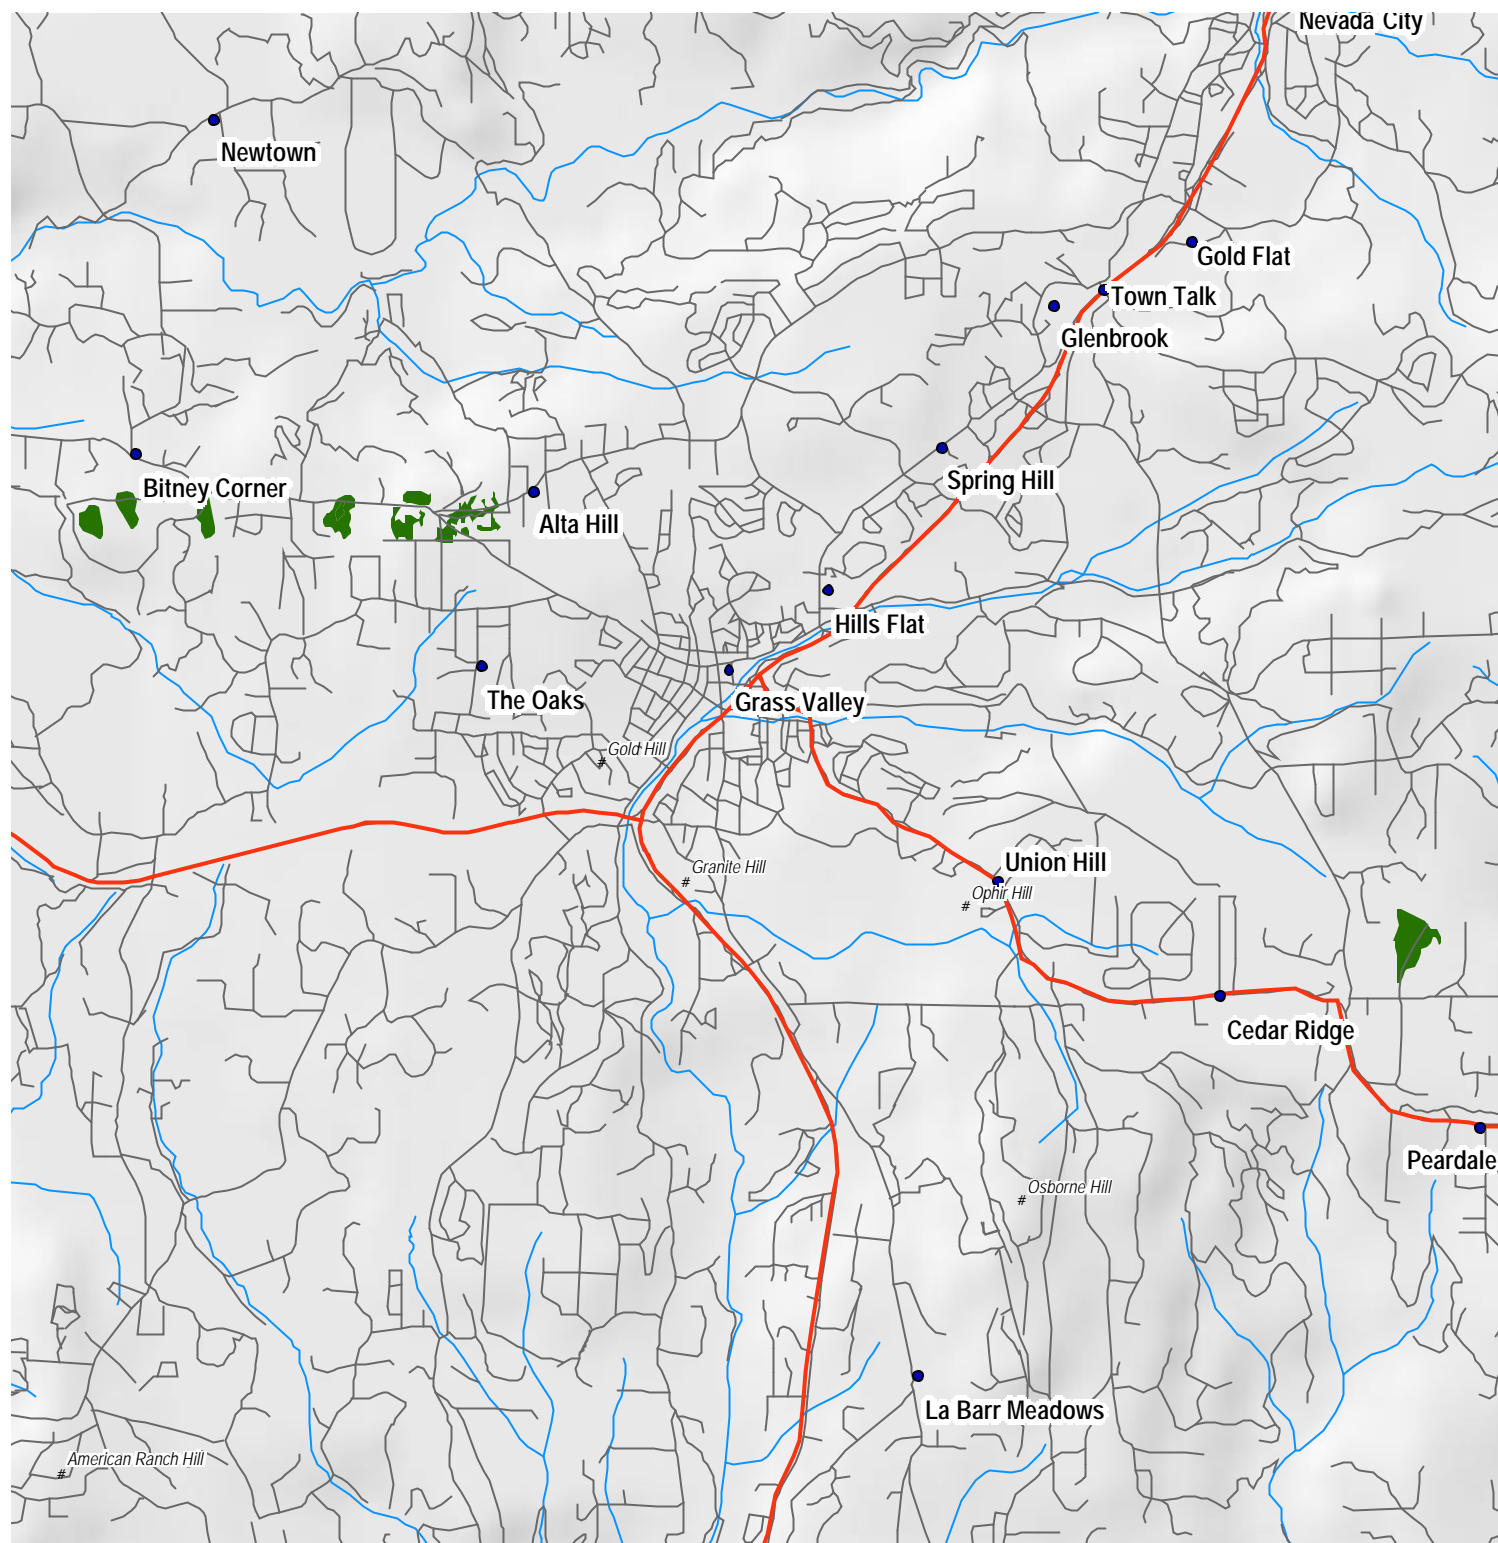 Nevada City
Newtown
Gold Flat
Town Talk
Glenbrook
Spring Hill
Bitney Corner
Alta Hill
Hills Flat
The Oaks
Grass Valley
Gold Hill
#
Union Hill
Granite Hill
#
Ophir Hill
#
Cedar Ridge
Peardale
Osborne Hill
#
La Barr Meadows
American Ranch Hill
#